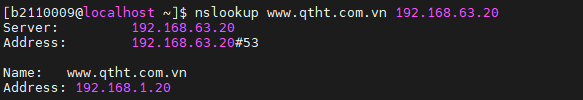 [b2110009@localhost ~]$ nslookup www.qtht.com.vn 192.168.63.20
Server:         192.168.63.20
Address:        192.168.63.20#53

Name:   www.qtht.com.vn
Address: 192.168.1.20